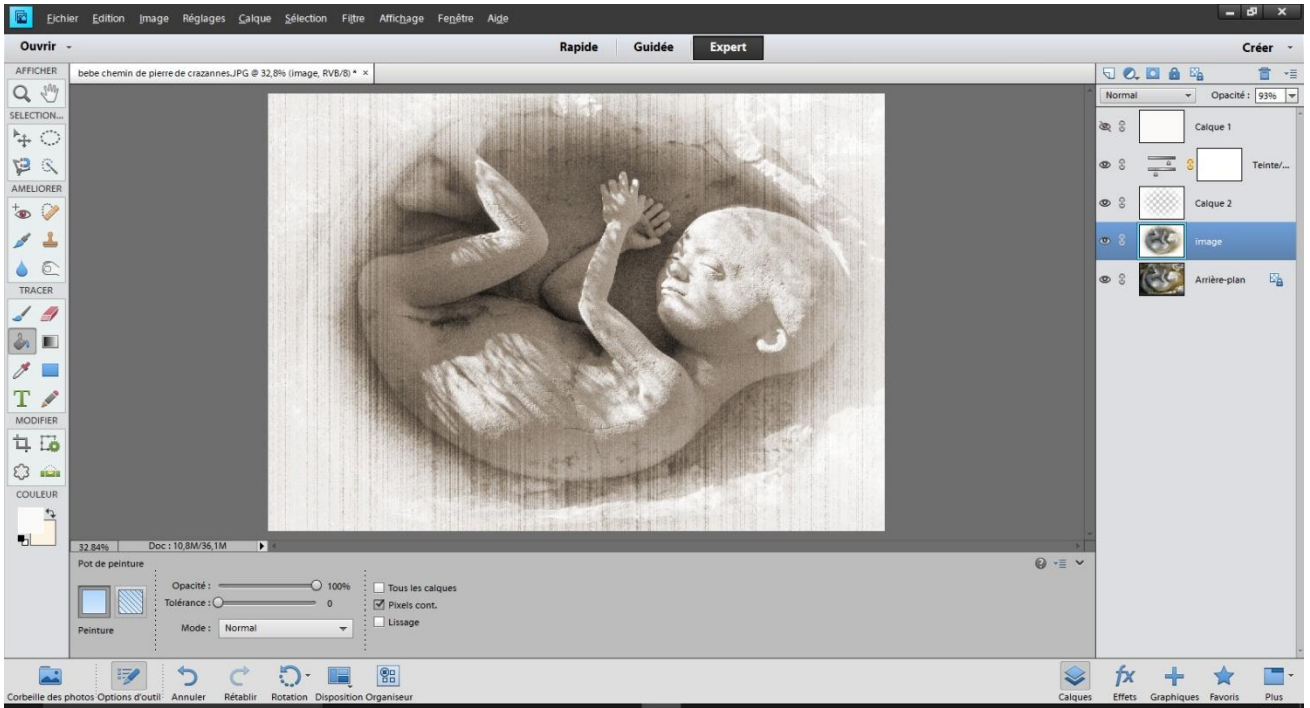 Fichier Edition Image Réglages Calque Sélection Filtre Affichage Fenêtre Aide
Ouvrir Rapide Guidée Expert Créer
AFFICHER
bebe chemin de pierre de crazannes.JPG @ 32,8% (image, RVB/8) * ×
SELECTION...
AMELIORER
TRACER
T
MODIFIER
COULEUR
Normal Opacité : 93%
Calque 1
Teinte/...
Calque 2
image
Arrière-plan
32,84% Doc : 10,8M/36,1M
Pot de peinture
Opacité : 100%
Tolérance : 0
Mode : Normal
Peinture
Tous les calques
Pixels cont.
Lissage
Corbeille des photos Options d'outil Annuler Rétablir Rotation Disposition Organiseur
fx
Calques Effets Graphiques Favoris Plus